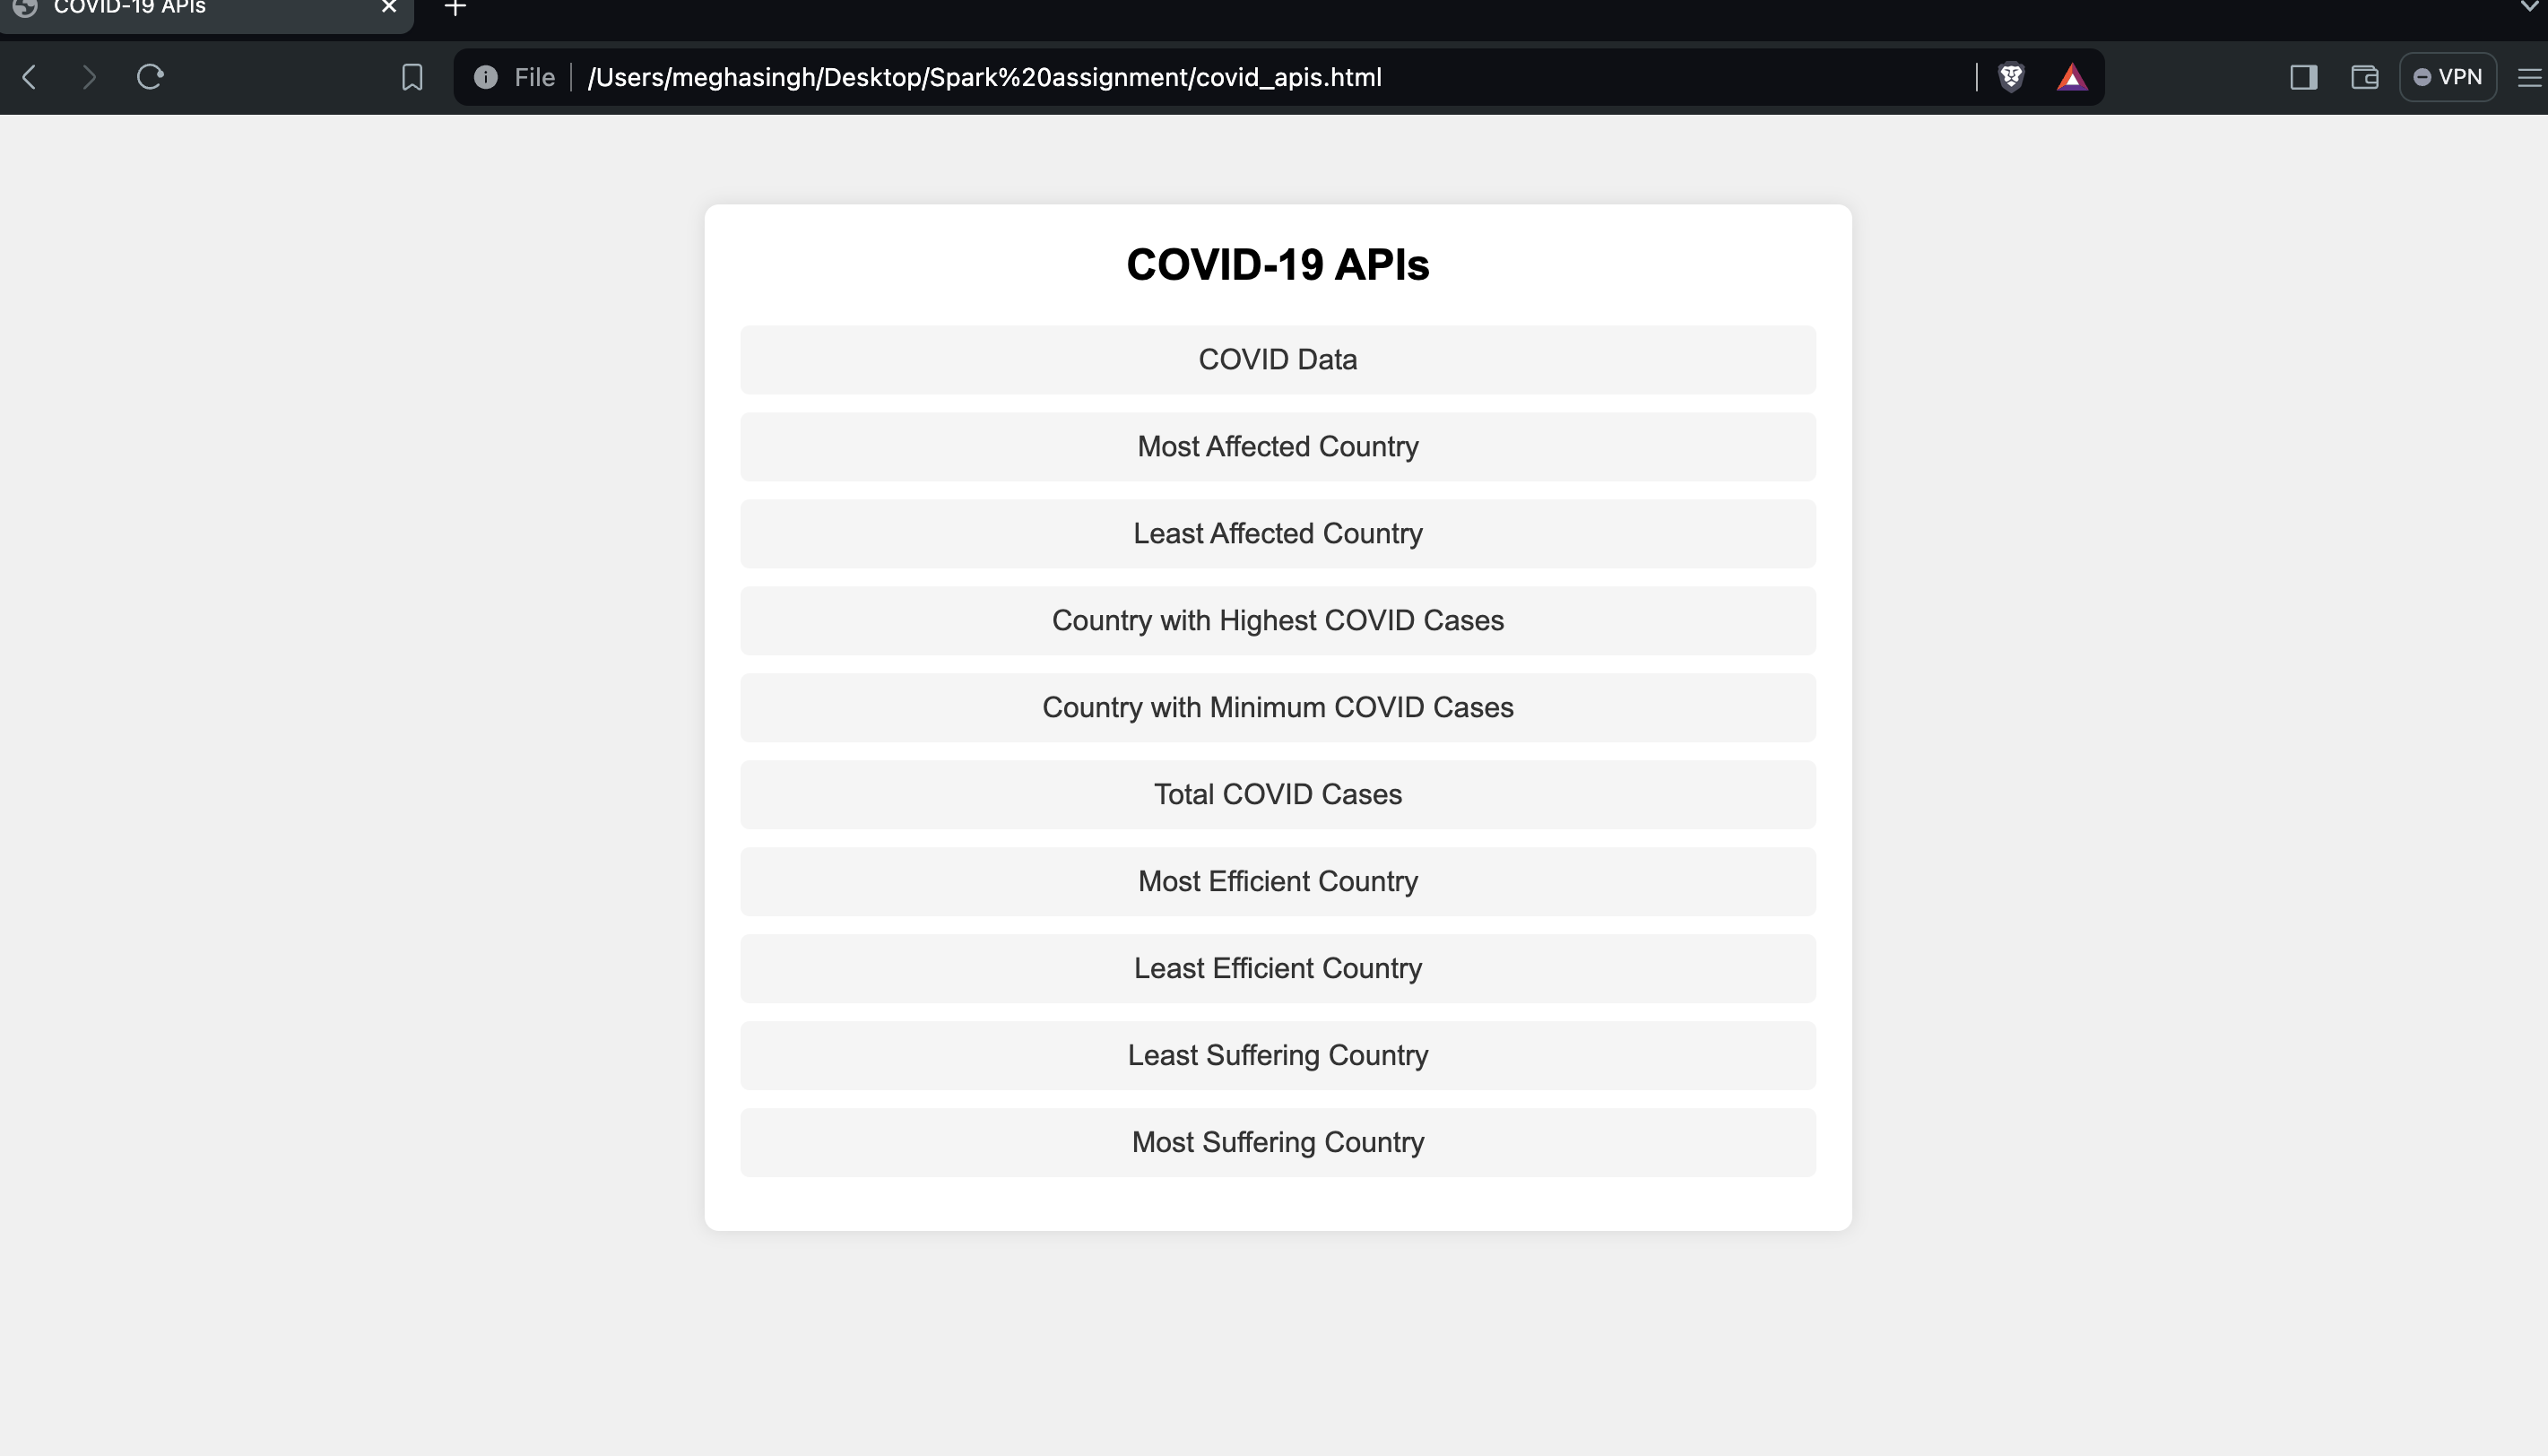 COVID-19 APIs
File /Users/meghasingh/Desktop/Spark%20assignment/covid_apis.html VPN
COVID-19 APIs
COVID Data
Most Affected Country
Least Affected Country
Country with Highest COVID Cases
Country with Minimum COVID Cases
Total COVID Cases
Most Efficient Country
Least Efficient Country
Least Suffering Country
Most Suffering Country